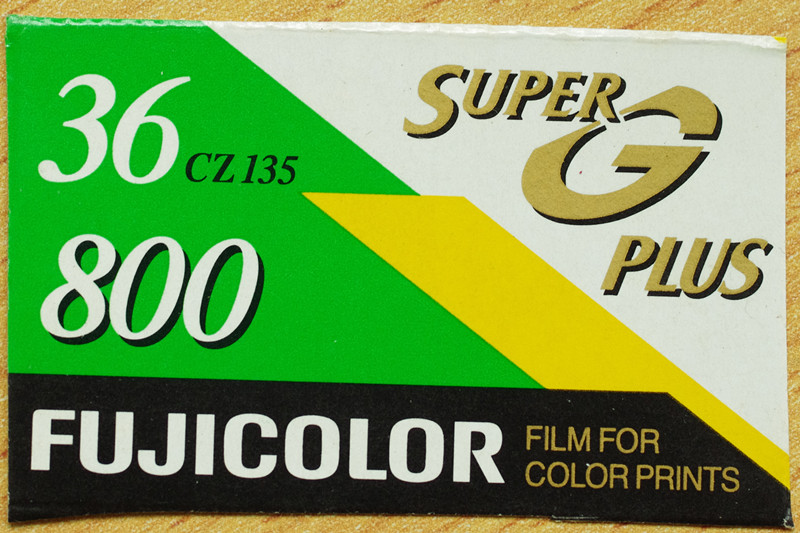 36 CZ 135
800
SUPER
G
PLUS
FUJICOLOR
FILM FOR
COLOR PRINTS